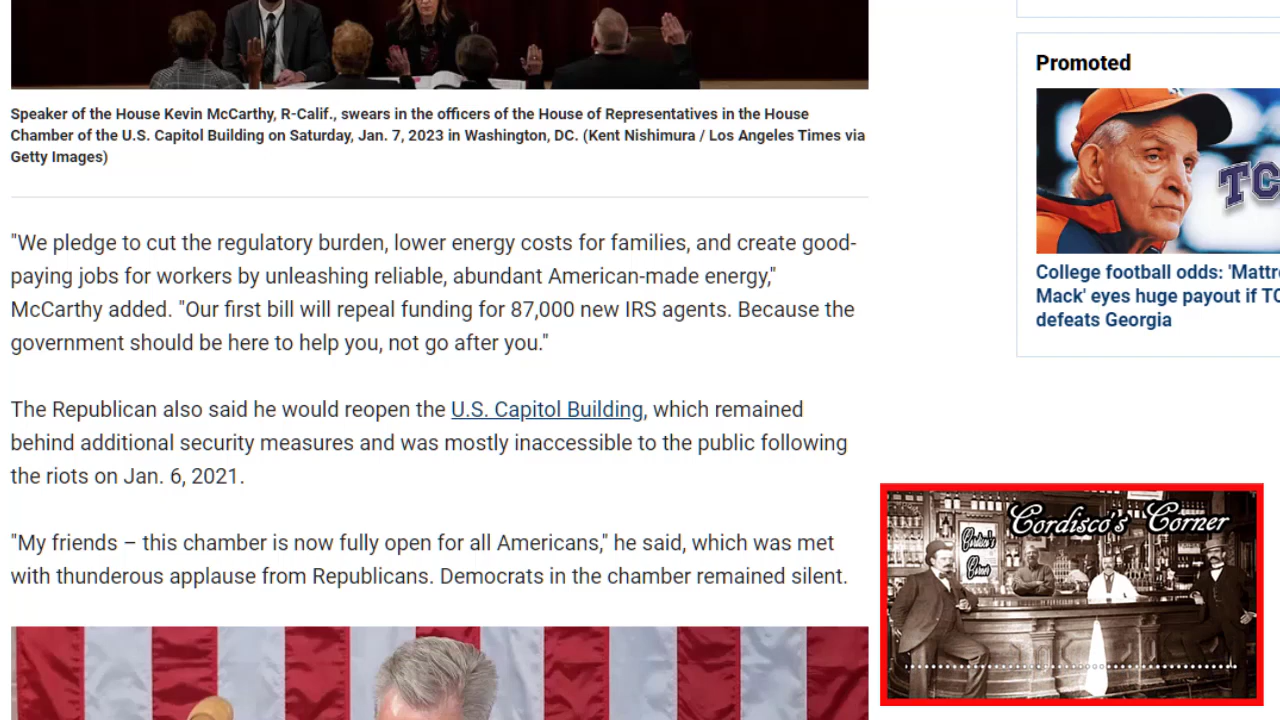 Speaker of the House Kevin McCarthy, R-Calif., swears in the officers of the House of Representatives in the House
Chamber of the U.S. Capitol Building on Saturday, Jan. 7, 2023 in Washington, DC. (Kent Nishimura / Los Angeles Times via
Getty Images)
"We pledge to cut the regulatory burden, lower energy costs for families, and create good-
paying jobs for workers by unleashing reliable, abundant American-made energy,"
McCarthy added. "Our first bill will repeal funding for 87,000 new IRS agents. Because the
government should be here to help you, not go after you."
The Republican also said he would reopen the U.S. Capitol Building, which remained
behind additional security measures and was mostly inaccessible to the public following
the riots on Jan. 6, 2021.
"My friends – this chamber is now fully open for all Americans," he said, which was met
with thunderous applause from Republicans. Democrats in the chamber remained silent.
Promoted
TC
College football odds: 'Mattre
Mack' eyes huge payout if TC
defeats Georgia
Cordisco's Corner
Cordisco's
Corner